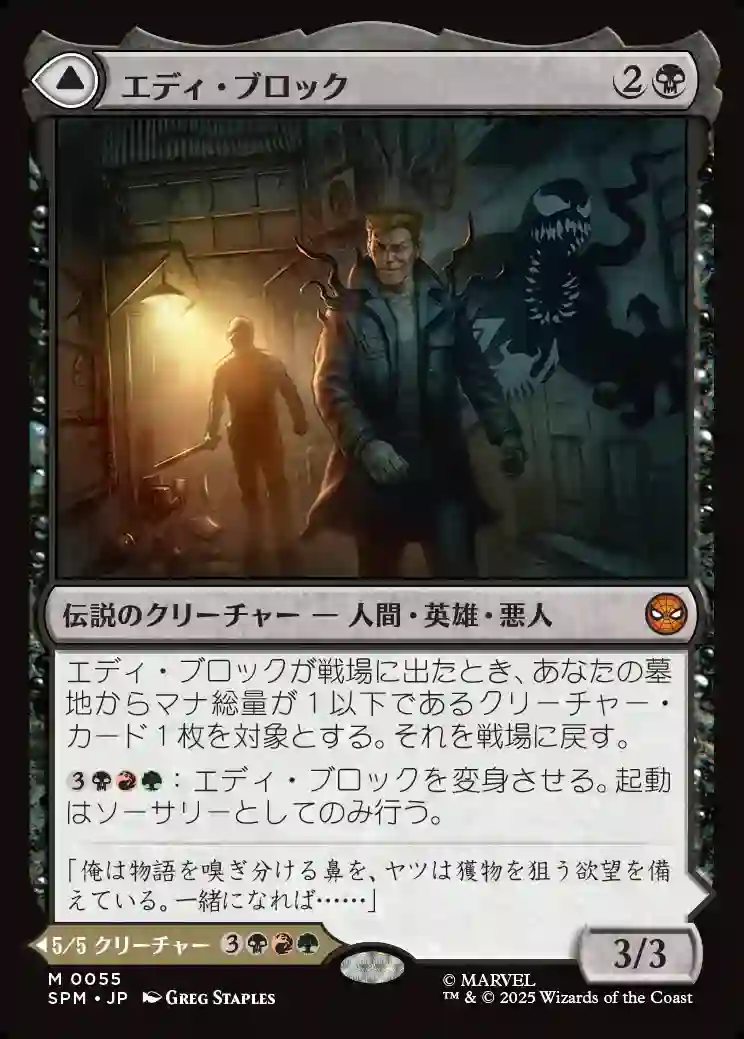 エディ・ブロック 2
伝説のクリーチャー — 人間・英雄・悪人
エディ・ブロックが戦場に出たとき、あなたの墓
地からマナ総量が1以下であるクリーチャー・
カード1枚を対象とする。それを戦場に戻す。
3：エディ・ブロックを変身させる。起動
はソーサリーとしてのみ行う。
「俺は物語を嗅ぎ分ける鼻を、ヤツは獲物を狙う欲望を備
えている。一緒になれば……」
5/5 クリーチャー 3
3/3
M 0055
SPM • JP GREG STAPLES
© MARVEL
™ & © 2025 Wizards of the Coast